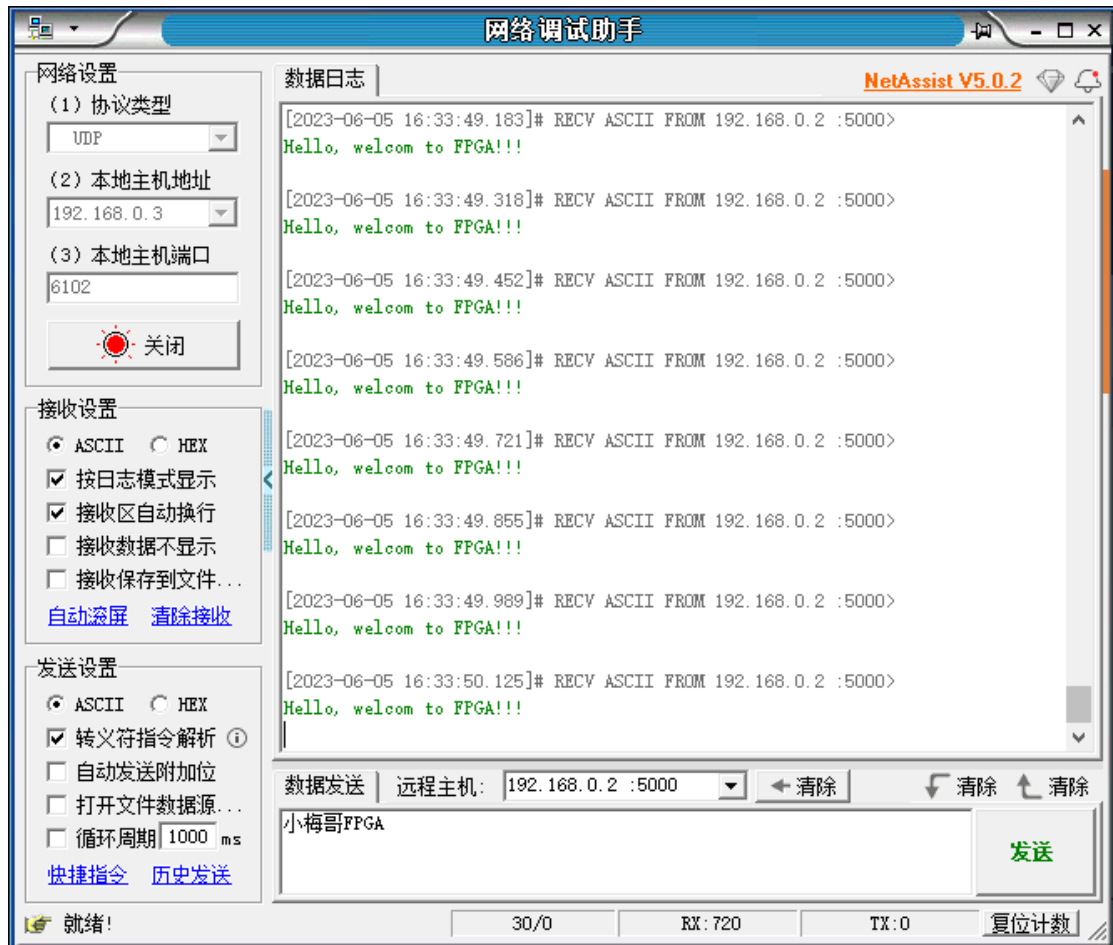 网络调试助手
网络设置
(1) 协议类型
UDP
(2) 本地主机地址
192.168.0.3
(3) 本地主机端口
6102
关闭
接收设置
ASCII HEX
按日志模式显示
接收区自动换行
接收数据不显示
接收保存到文件...
自动滚屏 清除接收
发送设置
ASCII HEX
转义符指令解析
自动发送附加位
打开文件数据源...
循环周期 1000 ms
快捷指令 历史发送
数据日志
NetAssist V5.0.2
[2023-06-05 16:33:49.183]# RECV ASCII FROM 192.168.0.2 :5000>
Hello, welcom to FPGA!!!
[2023-06-05 16:33:49.318]# RECV ASCII FROM 192.168.0.2 :5000>
Hello, welcom to FPGA!!!
[2023-06-05 16:33:49.452]# RECV ASCII FROM 192.168.0.2 :5000>
Hello, welcom to FPGA!!!
[2023-06-05 16:33:49.586]# RECV ASCII FROM 192.168.0.2 :5000>
Hello, welcom to FPGA!!!
[2023-06-05 16:33:49.721]# RECV ASCII FROM 192.168.0.2 :5000>
Hello, welcom to FPGA!!!
[2023-06-05 16:33:49.855]# RECV ASCII FROM 192.168.0.2 :5000>
Hello, welcom to FPGA!!!
[2023-06-05 16:33:49.989]# RECV ASCII FROM 192.168.0.2 :5000>
Hello, welcom to FPGA!!!
[2023-06-05 16:33:50.125]# RECV ASCII FROM 192.168.0.2 :5000>
Hello, welcom to FPGA!!!
数据发送 远程主机: 192.168.0.2 :5000 清除 清除 清除
小梅哥FPGA
发送
就绪! 30/0 RX:720 TX:0 复位计数